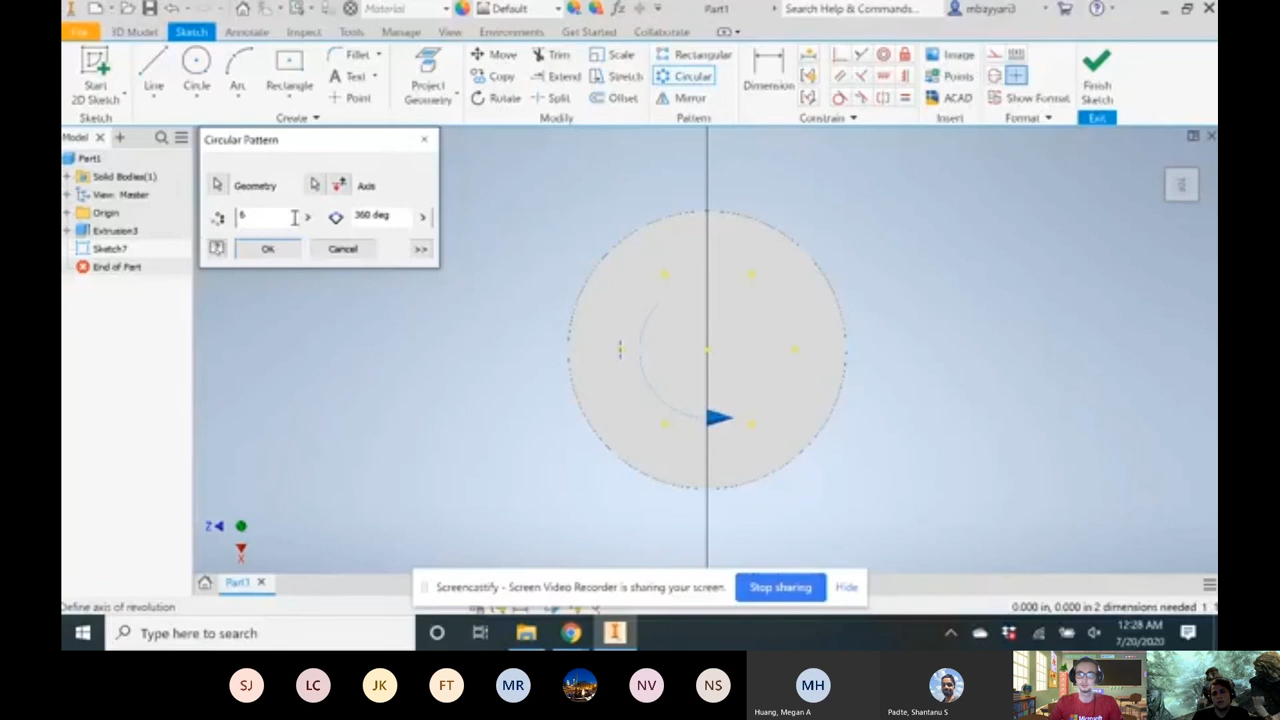 Material
Default
Part1
Search Help & Commands...
mbayyari3
File
3D Model
Sketch
Annotate
Inspect
Tools
Manage
View
Environments
Get Started
Collaborate
Start
2D Sketch
Line
Circle
Arc
Rectangle
Fillet
Text
Point
Project
Geometry
Move
Copy
Rotate
Trim
Extend
Split
Scale
Stretch
Offset
Rectangular
Circular
Mirror
Dimension
Image
Points
ACAD
Show Format
Finish
Sketch
Sketch
Create
Modify
Pattern
Constrain
Insert
Format
Exit
Model
Part1
Solid Bodies(1)
View: Master
Origin
Extrusion3
Sketch7
End of Part
Circular Pattern
Geometry
Axis
6
360 deg
OK
Cancel
>>
TOP
Z
X
Part1
Screencastify - Screen Video Recorder is sharing your screen.
Stop sharing
Hide
Define axis of revolution
0.000 in, 0.000 in 2 dimensions needed 1
Type here to search
12:28 AM
7/20/2020
SJ
LC
JK
FT
MR
NV
NS
MH
Huang, Megan A
Padte, Shantanu S
Microsoft